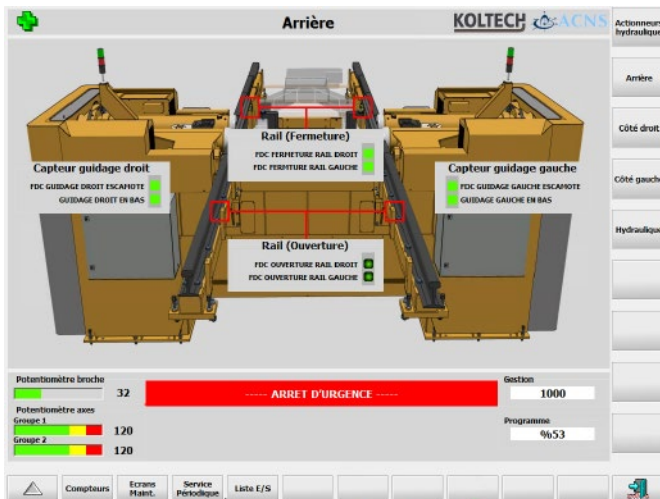 Arrière
KOLTECH ACNS
Actionneurs
hydraulique
Arrière
Côté droit
Côté gauche
Hydraulique
Rail (Fermeture)
FDC FERMETURE RAIL DROIT
FDC FERMTURE RAIL GAUCHE
Capteur guidage droit
FDC GUIDAGE DROIT ESCAMOTE
GUIDAGE DROIT EN BAS
Capteur guidage gauche
FDC GUIDAGE GAUCHE ESCAMOTE
GUIDAGE GAUCHE EN BAS
Rail (Ouverture)
FDC OUVERTURE RAIL DROIT
FDC OUVERTURE RAIL GAUCHE
Potentiomètre broche
32
----- ARRET D'URGENCE -----
Gestion
1000
Potentiomètre axes
Groupe 1
120
Groupe 2
120
Programme
%53
Compteurs
Ecrans
Maint.
Service
Périodique
Liste E/S